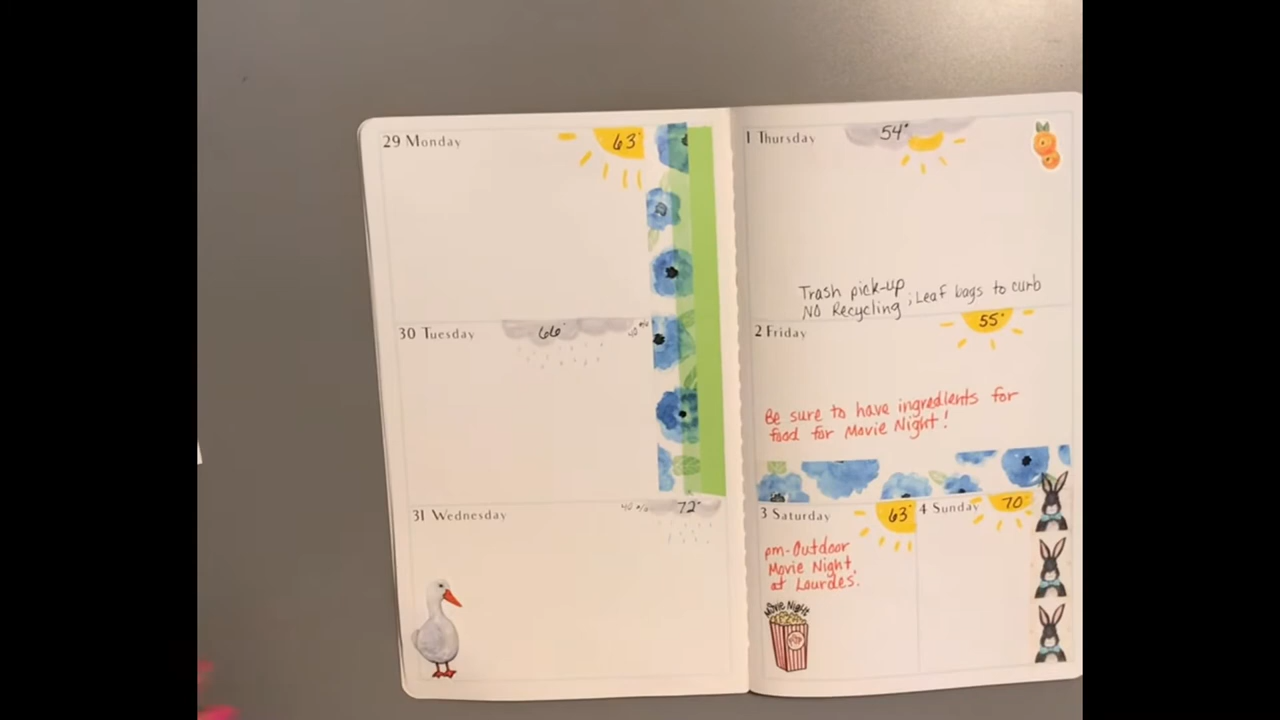 29 Monday
63°
30 Tuesday
66°
31 Wednesday
40 %
72°
1 Thursday
54°
Trash pick-up
NO Recycling ; Leaf bags to curb
2 Friday
55°
Be sure to have ingredients for
food for Movie Night!
3 Saturday
63°
pm-Outdoor
Movie Night
at Lourdes.
Movie Night
4 Sunday
70°